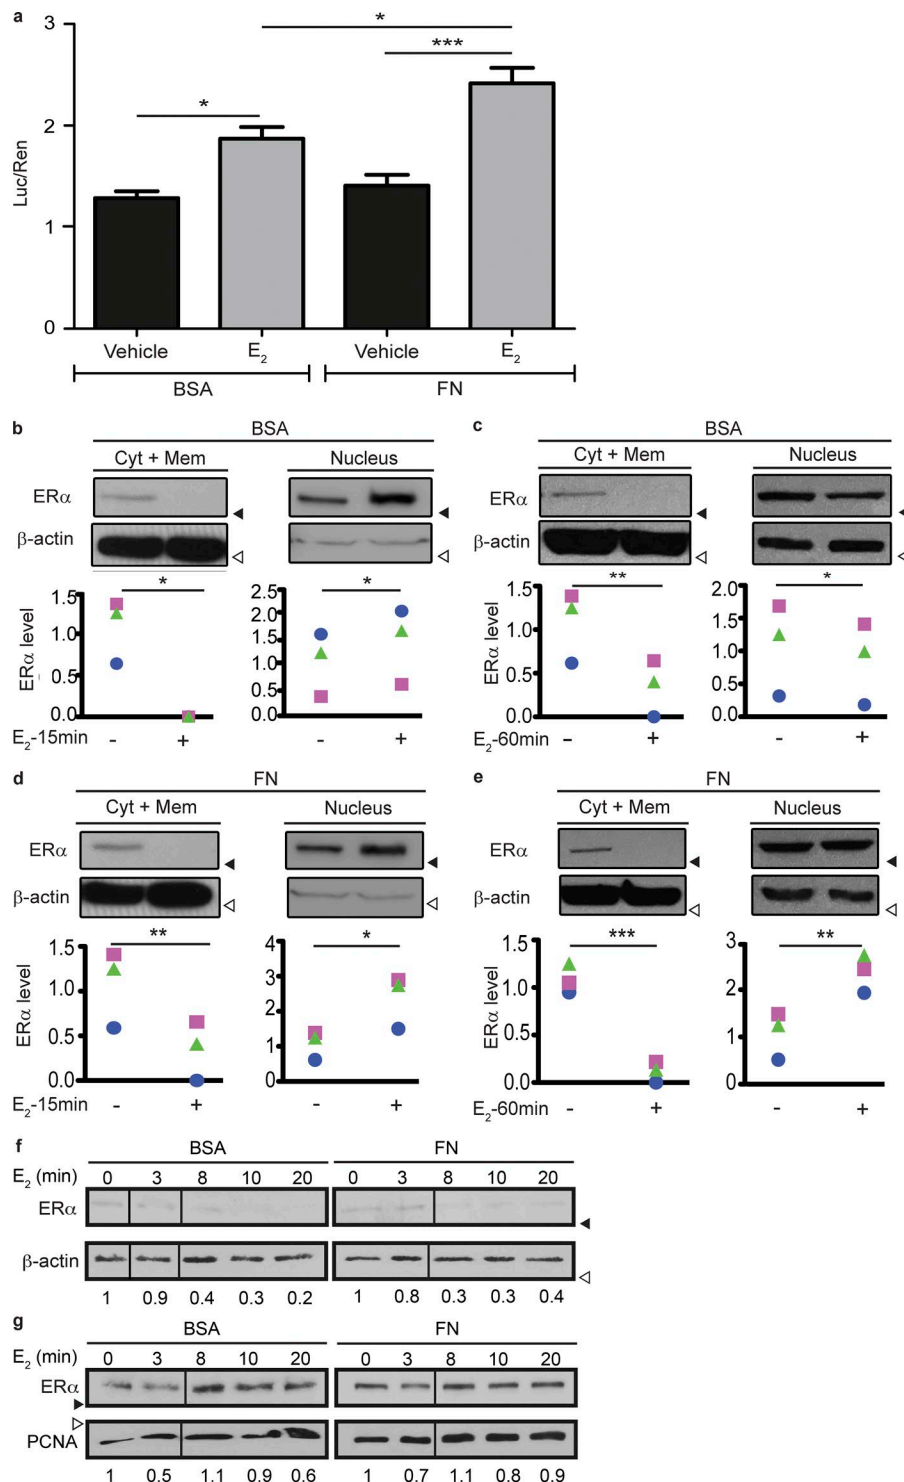 a
3
2
1
0
Luc/Ren
*
*
***
Vehicle E2 Vehicle E2
BSA FN
b
BSA
Cyt + Mem Nucleus
ERα
β-actin
* *
ERα level
1.5
1.0
0.5
0.0
2.5
2.0
1.5
1.0
0.5
0.0
E2-15min - + - +
c
BSA
Cyt + Mem Nucleus
ERα
β-actin
** *
ERα level
1.5
1.0
0.5
0.0
2.0
1.5
1.0
0.5
0.0
E2-60min - + - +
d
FN
Cyt + Mem Nucleus
ERα
β-actin
** *
ERα level
1.5
1.0
0.5
0.0
4
3
2
1
0
E2-15min - + - +
e
FN
Cyt + Mem Nucleus
ERα
β-actin
*** **
ERα level
1.5
1.0
0.5
0.0
3
2
1
0
E2-60min - + - +
f
BSA FN
E2 (min) 0 3 8 10 20 0 3 8 10 20
ERα
β-actin
1 0.9 0.4 0.3 0.2 1 0.8 0.3 0.3 0.4
g
BSA FN
E2 (min) 0 3 8 10 20 0 3 8 10 20
ERα
PCNA
1 0.5 1.1 0.9 0.6 1 0.7 1.1 0.8 0.9